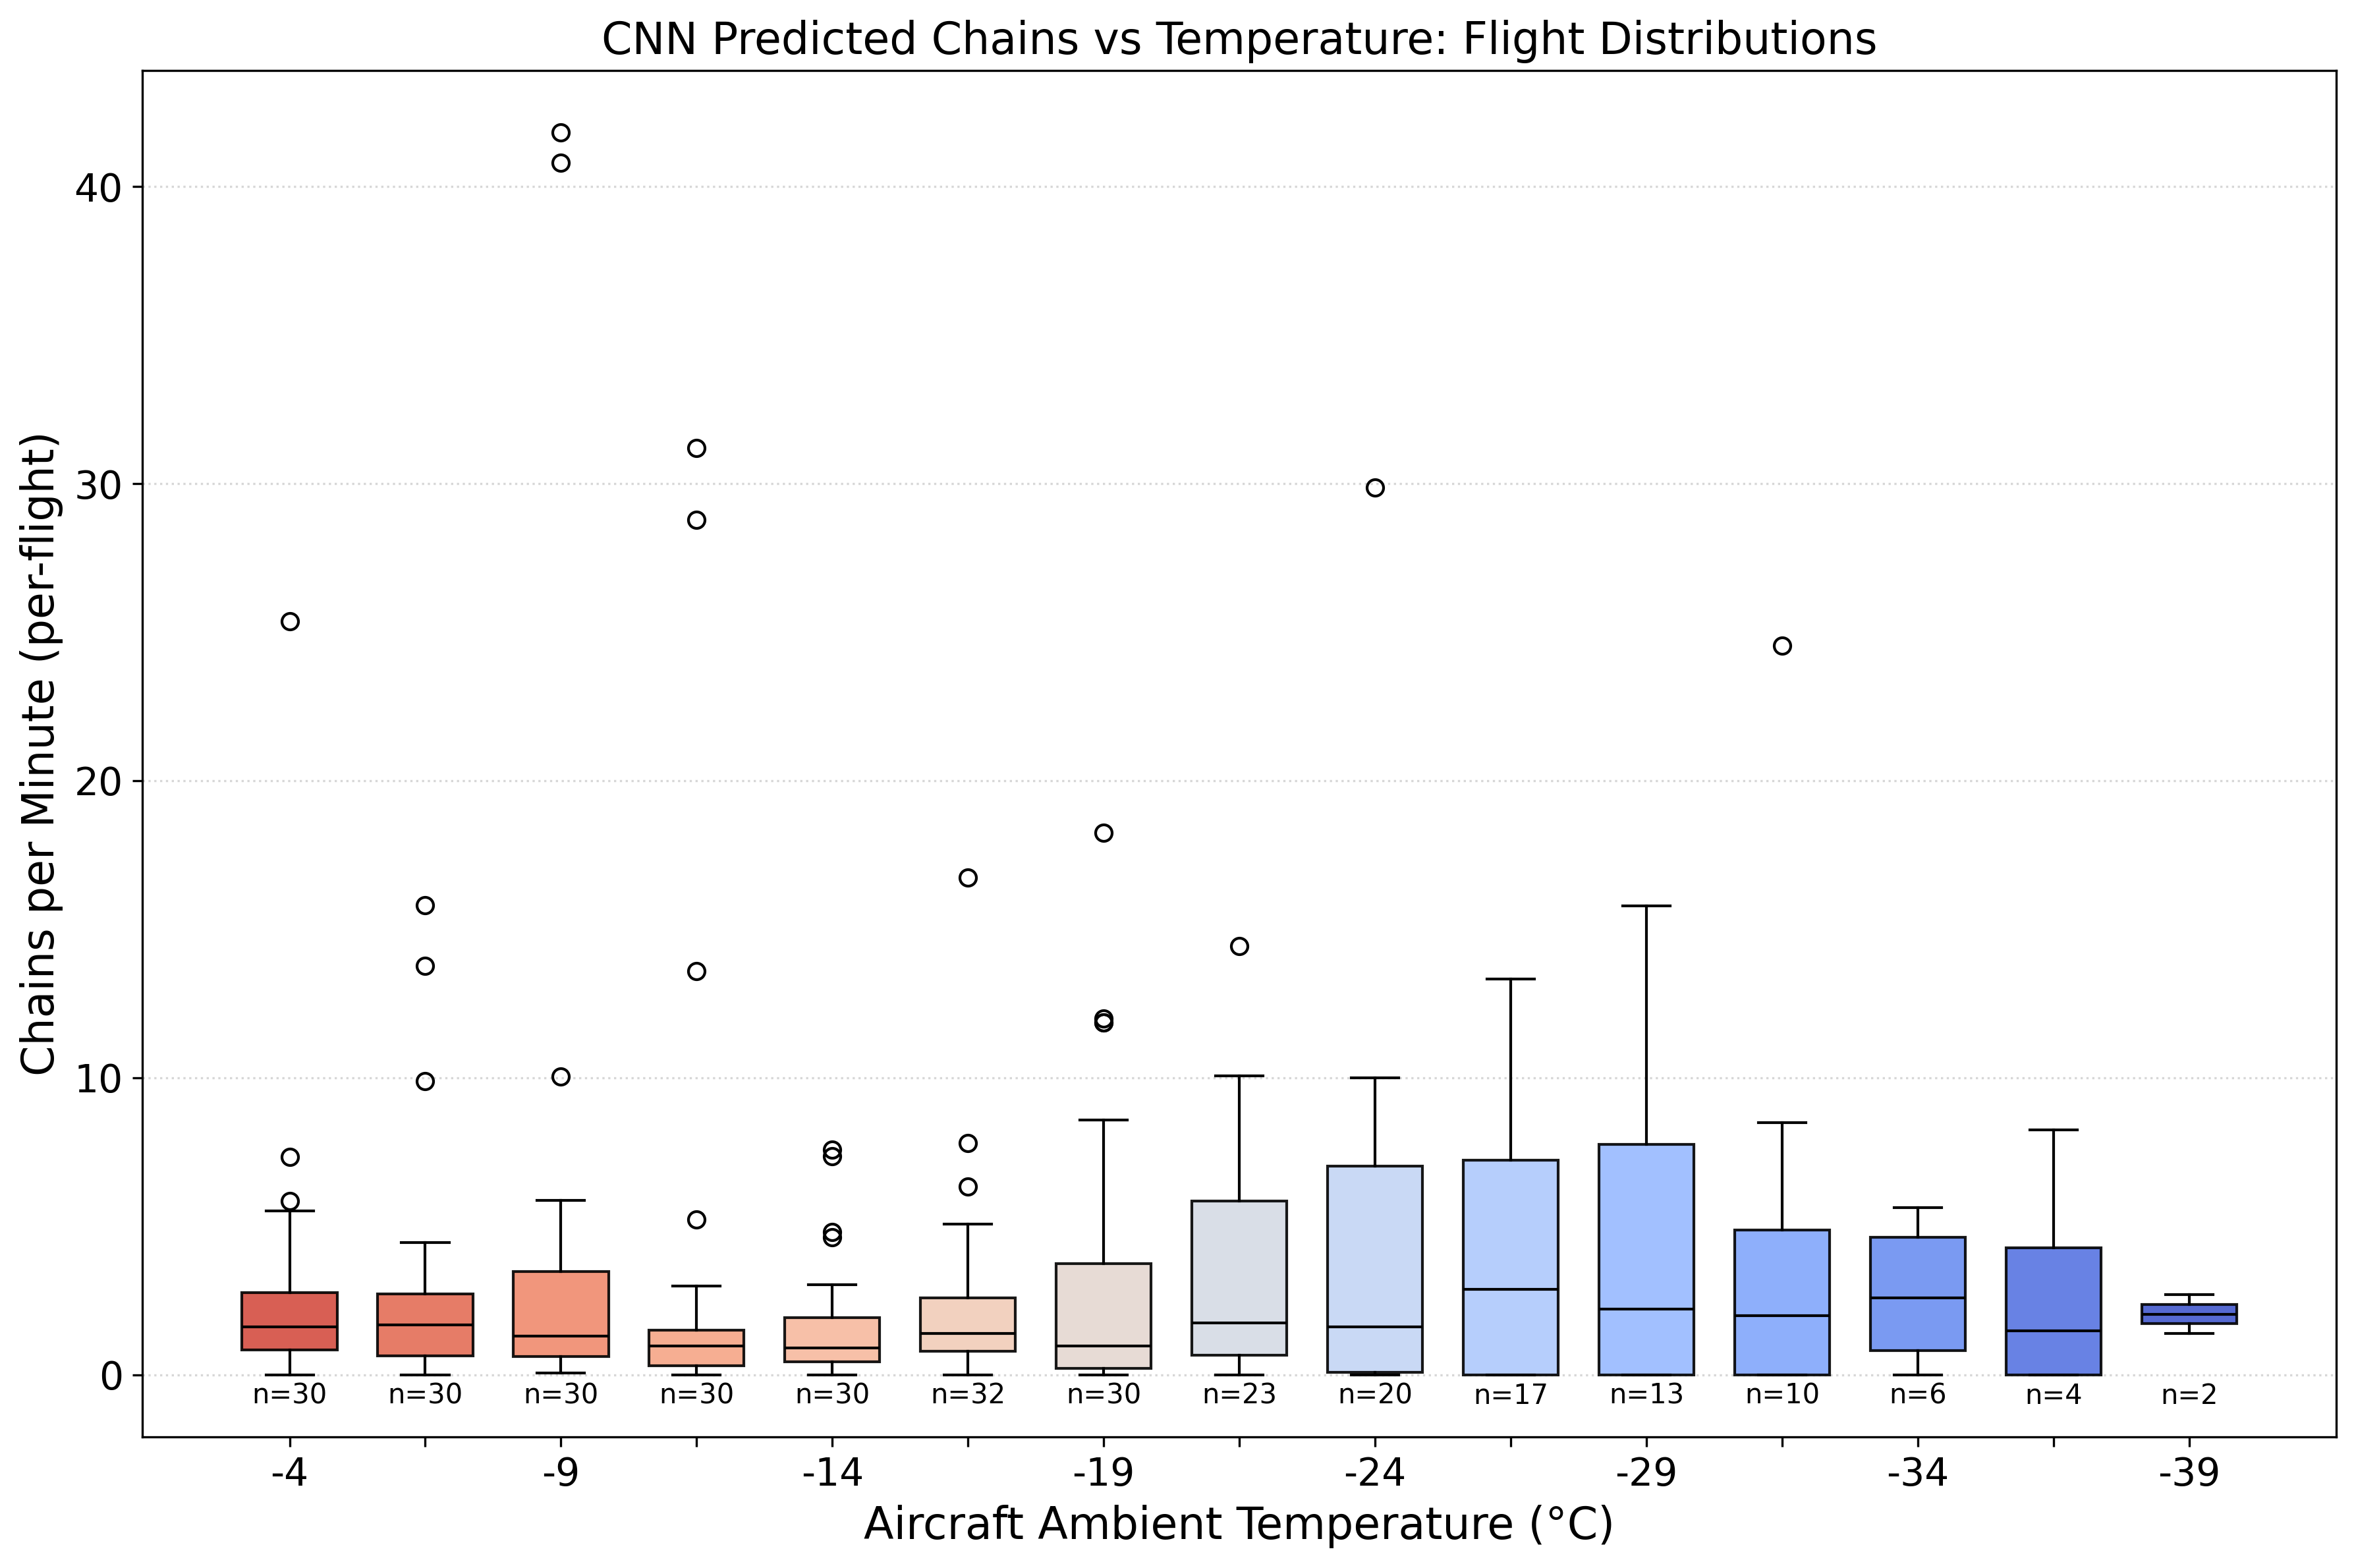 CNN Predicted Chains vs Temperature: Flight Distributions
Chains per Minute (per-flight)
40
30
20
10
0
n=30 n=30 n=30 n=30 n=30 n=32 n=30 n=23 n=20 n=17 n=13 n=10 n=6 n=4 n=2
-4 -9 -14 -19 -24 -29 -34 -39
Aircraft Ambient Temperature (°C)